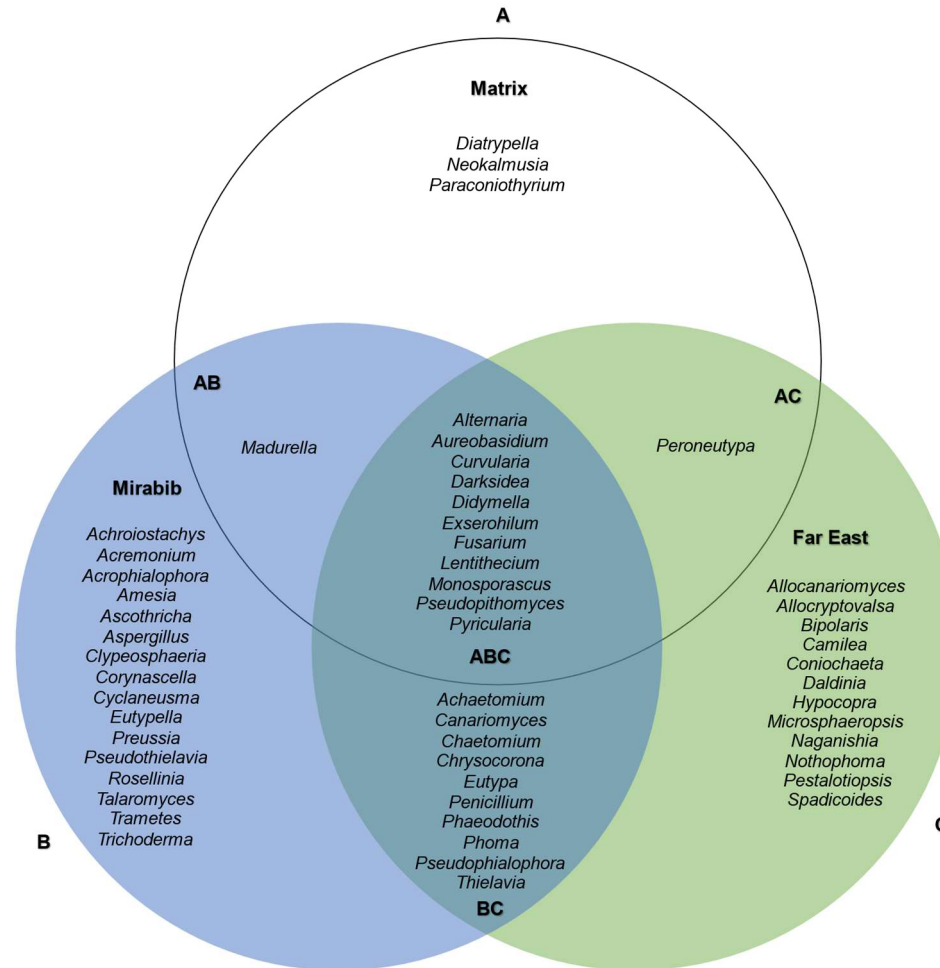 A
Matrix
Diatrypella
Neokalmusia
Paraconiothyrium
AB
AC
Madurella
Alternaria
Aureobasidium
Curvularia
Darksidea
Didymella
Exserohilum
Fusarium
Lentithecium
Monosporascus
Pseudopithomyces
Pyricularia
ABC
Peroneutypa
Mirabib
Achroiostachys
Acremonium
Acrophialophora
Amesia
Ascothricha
Aspergillus
Clypeosphaeria
Corynascella
Cyclaneusma
Eutypella
Preussia
Pseudothielavia
Rosellinia
Talaromyces
Trametes
Trichoderma
B
Achaetomium
Canariomyces
Chaetomium
Chrysocorona
Eutypa
Penicillium
Phaeodothis
Phoma
Pseudophialophora
Thielavia
BC
Far East
Allocanariomyces
Allocryptovalsa
Bipolaris
Camilea
Coniochaeta
Daldinia
Hypocopra
Microsphaeropsis
Naganishia
Nothophoma
Pestalotiopsis
Spadicoides
C